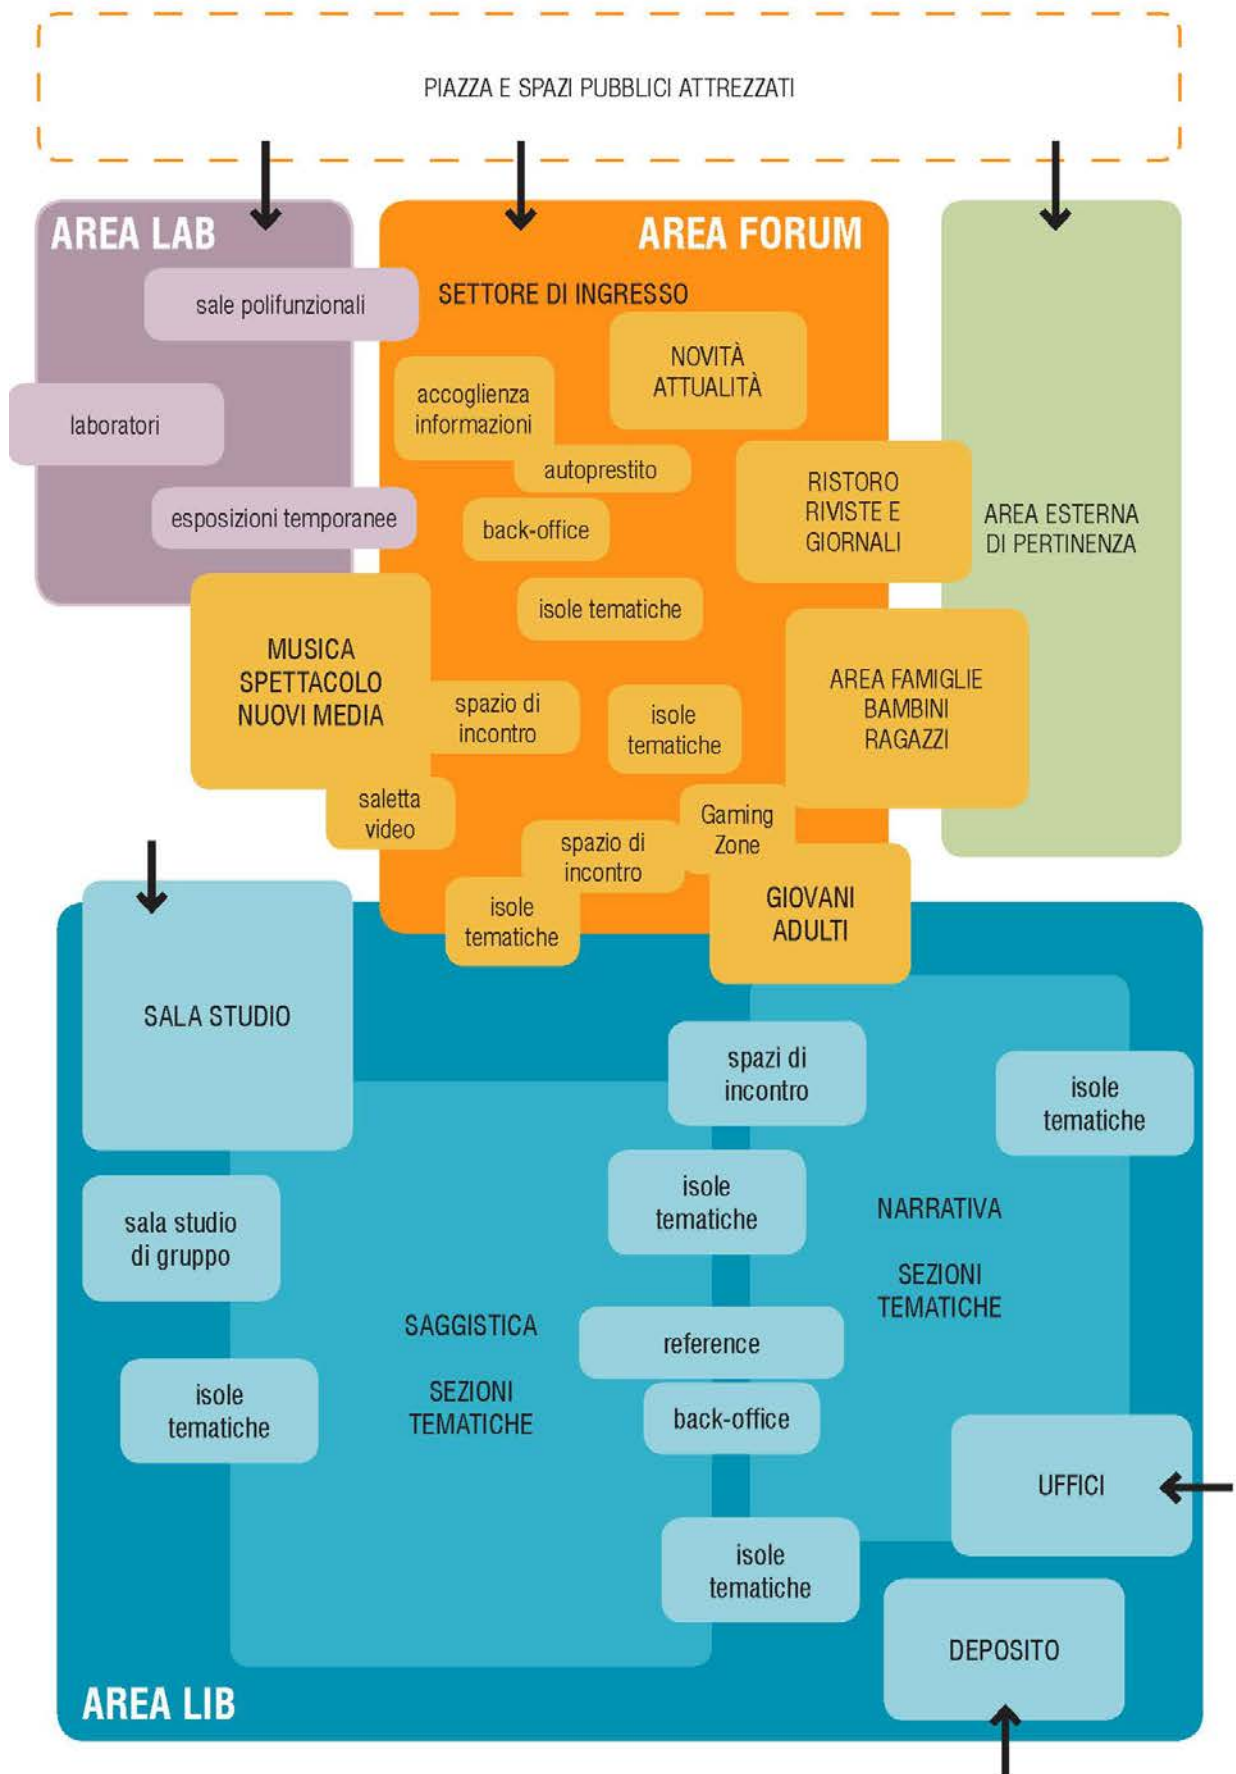 PIAZZA E SPAZI PUBBLICI ATTREZZATI
AREA LAB
AREA FORUM
sale polifunzionali
SETTORE DI INGRESSO
laboratori
esposizioni temporanee
NOVITÀ
ATTUALITÀ
accoglienza
informazioni
autoprestito
back-office
RISTORO
RIVISTE E
GIORNALI
AREA ESTERNA
DI PERTINENZA
isole tematiche
MUSICA
SPETTACOLO
NUOVI MEDIA
spazio di
incontro
isole
tematiche
AREA FAMIGLIE
BAMBINI
RAGAZZI
saletta
video
Gaming
Zone
spazio di
incontro
isole
tematiche
GIOVANI
ADULTI
SALA STUDIO
spazi di
incontro
isole
tematiche
isole
tematiche
sala studio
di gruppo
NARRATIVA
SEZIONI
TEMATICHE
SAGGISTICA
SEZIONI
TEMATICHE
reference
back-office
isole
tematiche
UFFICI
isole
tematiche
DEPOSITO
AREA LIB